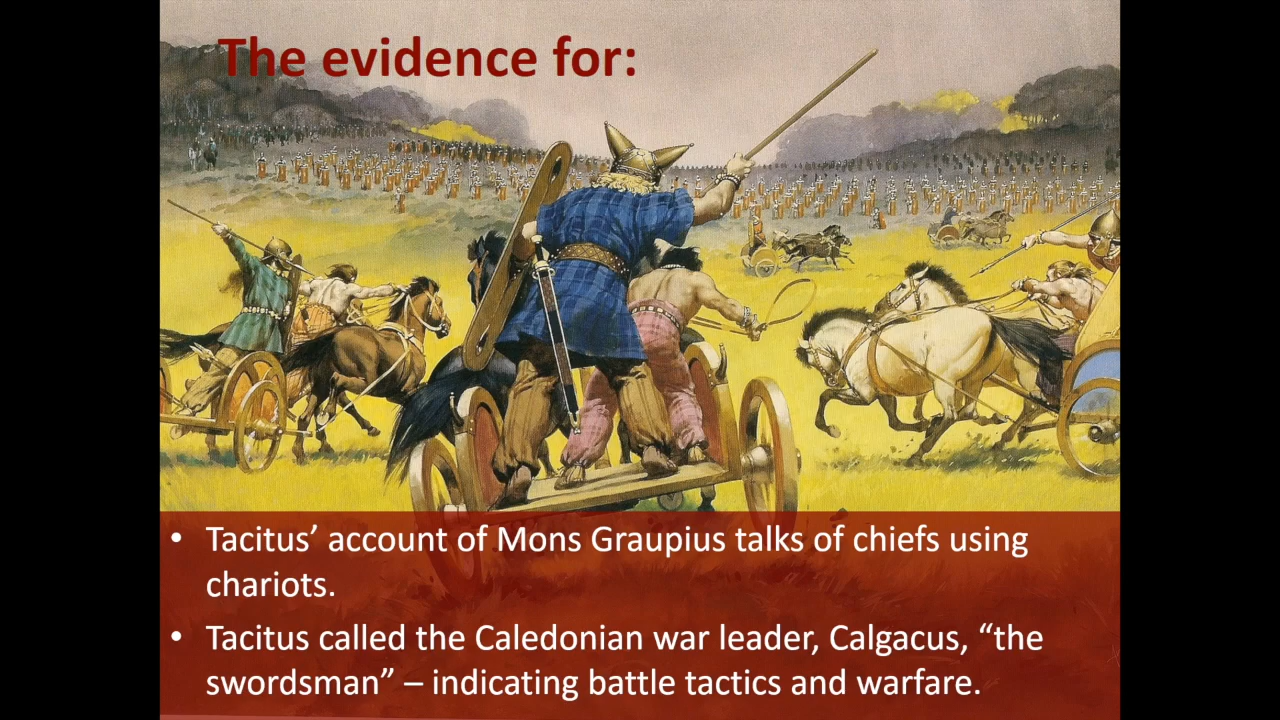 The evidence for:
• Tacitus’ account of Mons Graupius talks of chiefs using
chariots.
• Tacitus called the Caledonian war leader, Calgacus, “the
swordsman” – indicating battle tactics and warfare.